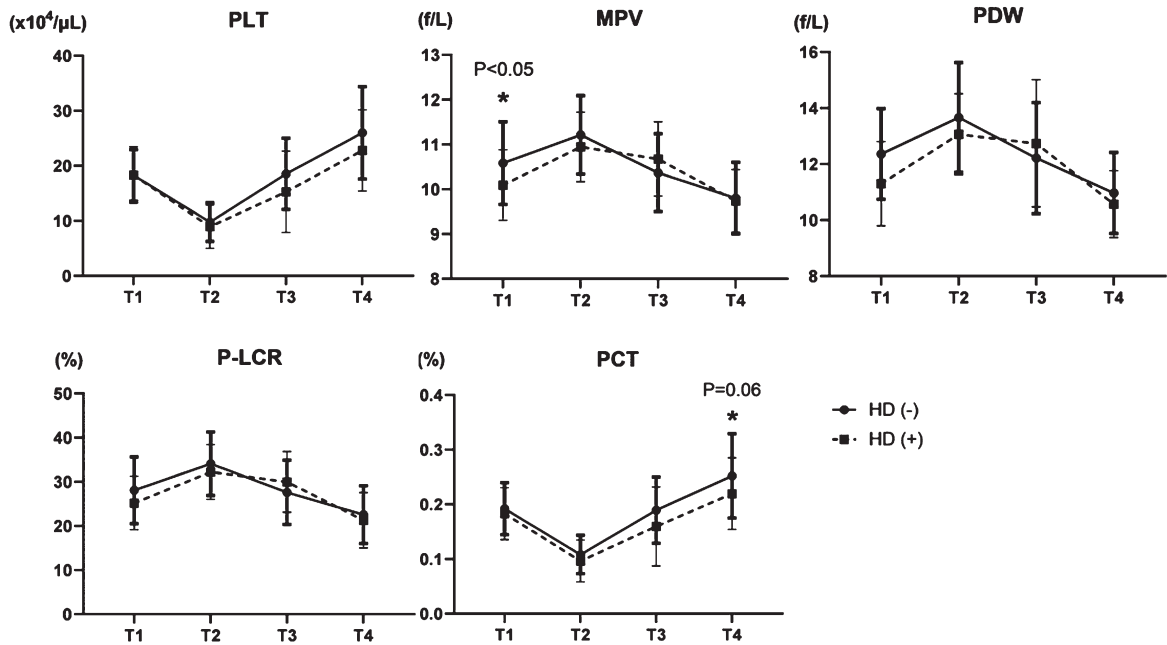 (x10⁴/µL) PLT
40
30
20
10
0
T1 T2 T3 T4
(f/L) MPV
13
12
11
10
9
8
P<0.05
*
T1 T2 T3 T4
(f/L) PDW
16
14
12
10
8
T1 T2 T3 T4
(%) P-LCR
50
40
30
20
10
0
T1 T2 T3 T4
(%) PCT
0.4
0.3
0.2
0.1
0.0
P=0.06
*
T1 T2 T3 T4
HD (-)
HD (+)